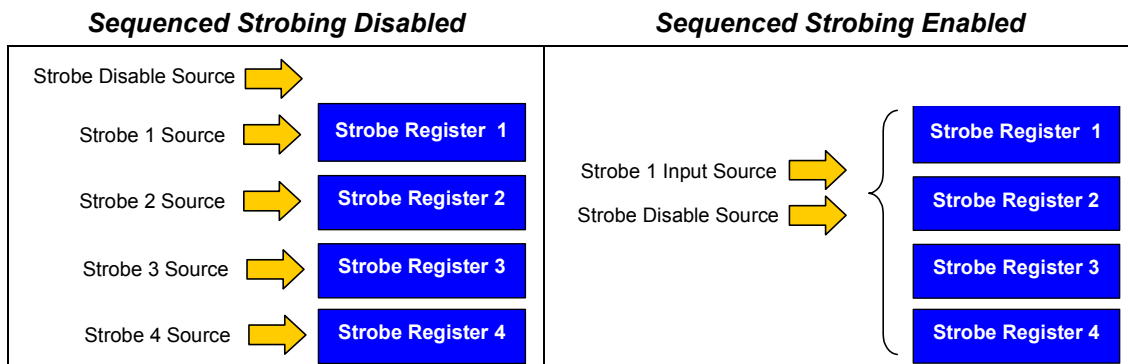 Sequenced Strobing Disabled
Strobe Disable Source
Strobe 1 Source
Strobe Register 1
Strobe 2 Source
Strobe Register 2
Strobe 3 Source
Strobe Register 3
Strobe 4 Source
Strobe Register 4
Sequenced Strobing Enabled
Strobe 1 Input Source
Strobe Disable Source
Strobe Register 1
Strobe Register 2
Strobe Register 3
Strobe Register 4